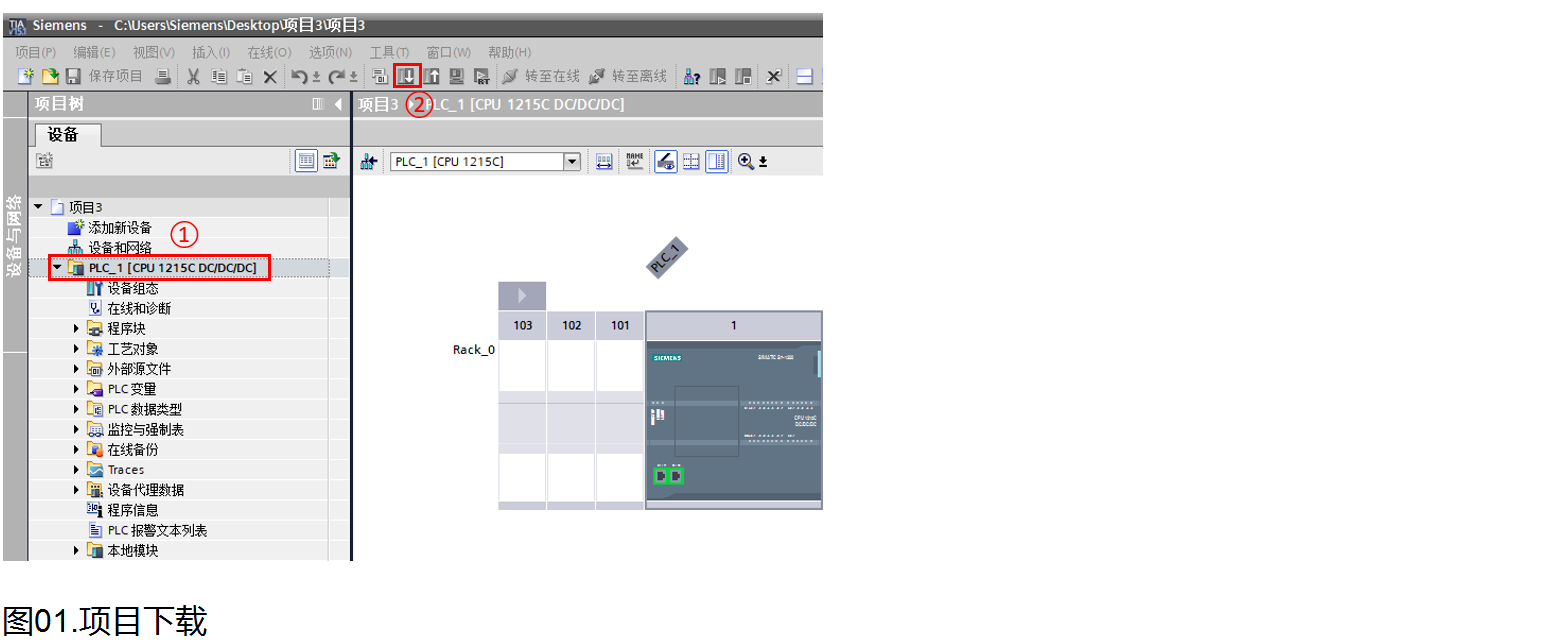 Siemens - C:\Users\Siemens\Desktop\项目3\项目3
项目(P) 编辑(E) 视图(V) 插入(I) 在线(O) 选项(N) 工具(T) 窗口(W) 帮助(H)
保存项目 转至在线 转至离线
项目树
项目3 ② PLC_1 [CPU 1215C DC/DC/DC]
设备
PLC_1 [CPU 1215C]
设备与网络
项目3
添加新设备
①
设备和网络
PLC_1 [CPU 1215C DC/DC/DC]
设备组态
在线和诊断
程序块
工艺对象
外部源文件
PLC 变量
PLC 数据类型
监控与强制表
在线备份
Traces
设备代理数据
程序信息
PLC 报警文本列表
本地模块
PLC_1
103 102 101 1
Rack_0
SIEMENS
图01.项目下载